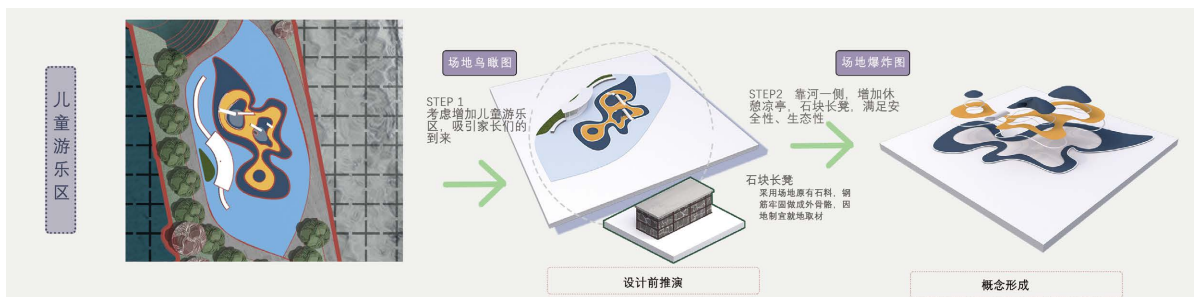 儿童游乐区
场地鸟瞰图
STEP 1
考虑增加儿童游乐
区，吸引家长们的
到来
石块长凳
采用场地原有石料，钢
筋牢固做成外骨骼，因
地制宜就地取材
设计前推演
场地爆炸图
STEP2 靠河一侧，增加休
憩凉亭，石块长凳，满足安
全性、生态性
概念形成